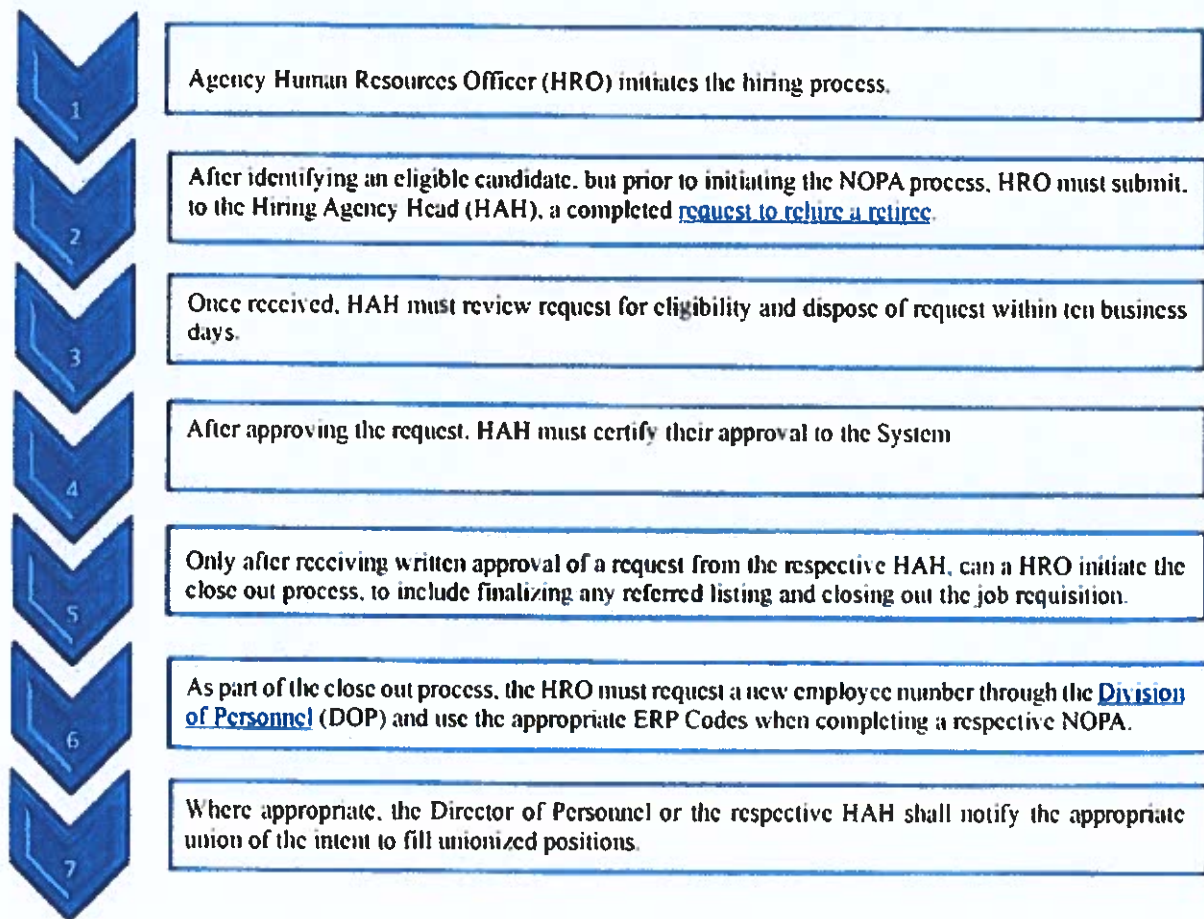 1
Agency Human Resources Officer (HRO) initiates the hiring process.
2
After identifying an eligible candidate, but prior to initiating the NOPA process, HRO must submit,
to the Hiring Agency Head (HAH), a completed request to rehire a retiree.
3
Once received, HAH must review request for eligibility and dispose of request within ten business
days.
4
After approving the request, HAH must certify their approval to the System
5
Only after receiving written approval of a request from the respective HAH, can a HRO initiate the
close out process, to include finalizing any referred listing and closing out the job requisition.
6
As part of the close out process, the HRO must request a new employee number through the Division
of Personnel (DOP) and use the appropriate ERP Codes when completing a respective NOPA.
7
Where appropriate, the Director of Personnel or the respective HAH shall notify the appropriate
union of the intent to fill unionized positions.